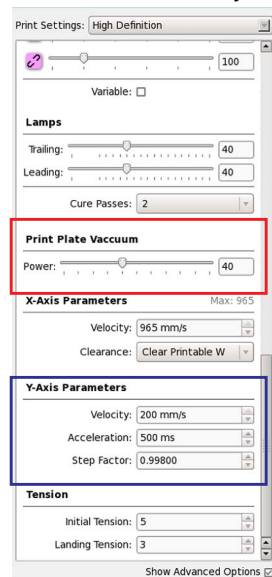 Print Settings: High Definition
100
Variable:
Lamps
Trailing: 40
Leading: 40
Cure Passes: 2
Print Plate Vaccuum
Power: 40
X-Axis Parameters Max: 965
Velocity: 965 mm/s
Clearance: Clear Printable W
Y-Axis Parameters
Velocity: 200 mm/s
Acceleration: 500 ms
Step Factor: 0.99800
Tension
Initial Tension: 5
Landing Tension: 3
Show Advanced Options